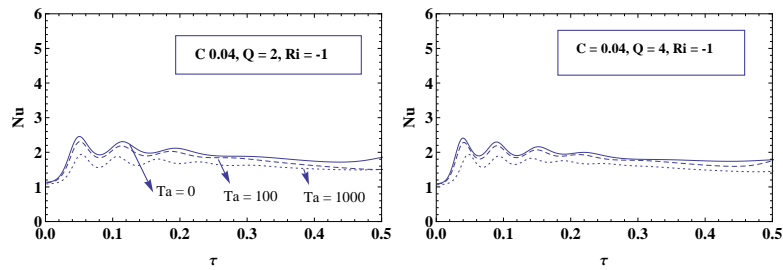 C 0.04, Q = 2, Ri = -1
Nu
6
5
4
3
2
1
0
Ta = 0
Ta = 100
Ta = 1000
0.0
0.1
0.2
0.3
0.4
0.5
τ
C = 0.04, Q = 4, Ri = -1
Nu
6
5
4
3
2
1
0
0.0
0.1
0.2
0.3
0.4
0.5
τ